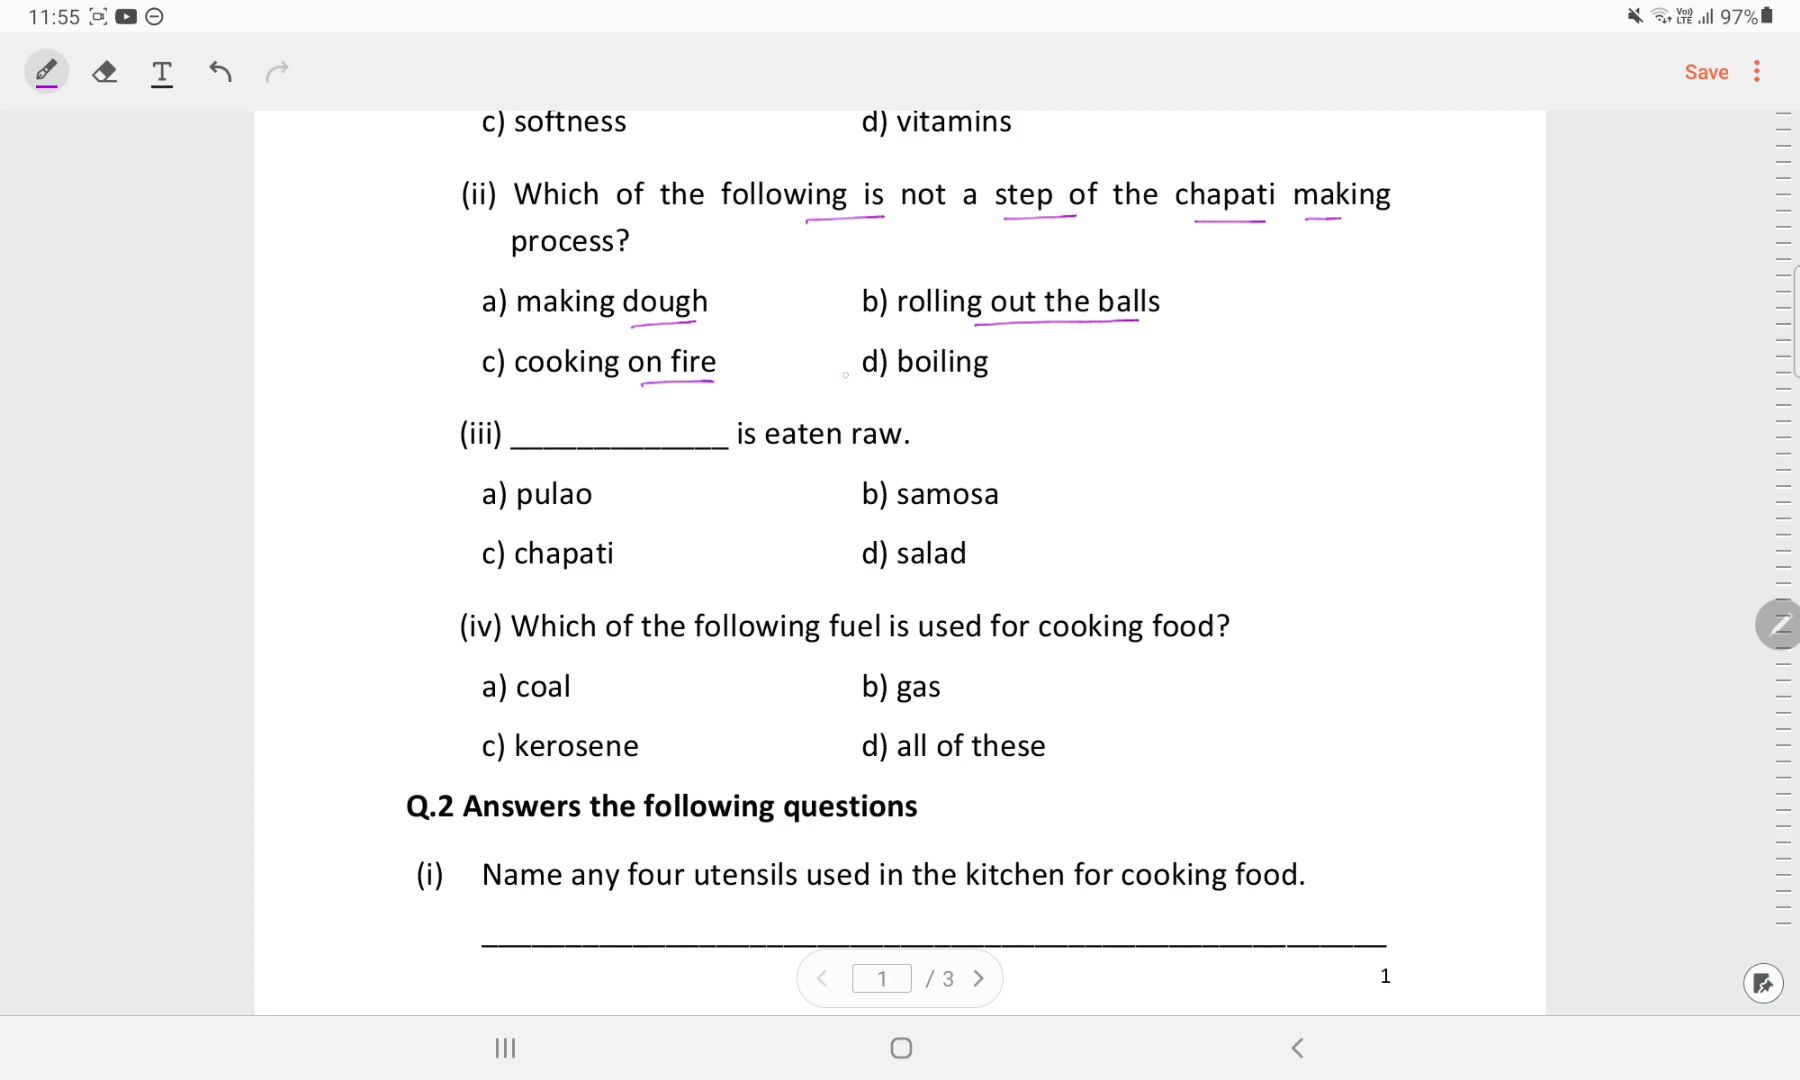 11:55 97%
T Save
c) softness d) vitamins
(ii) Which of the following is not a step of the chapati making
process?
a) making dough b) rolling out the balls
c) cooking on fire d) boiling
(iii) _____________ is eaten raw.
a) pulao b) samosa
c) chapati d) salad
(iv) Which of the following fuel is used for cooking food?
a) coal b) gas
c) kerosene d) all of these
Q.2 Answers the following questions
(i) Name any four utensils used in the kitchen for cooking food.
1 / 3
1